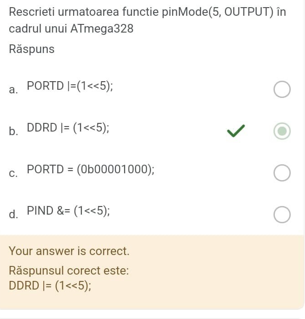 Rescrieti urmatoarea functie pinMode(5, OUTPUT) în
cadrul unui ATmega328
Răspuns
a. PORTD |=(1<<5);
b. DDRD |= (1<<5);
c. PORTD = (0b00001000);
d. PIND &= (1<<5);
Your answer is correct.
Răspunsul corect este:
DDRD |= (1<<5);